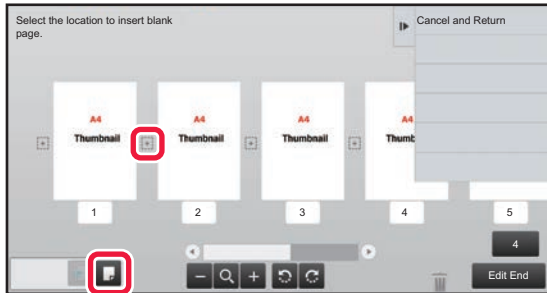 Select the location to insert blank
page.
Cancel and Return
A4
Thumbnail
A4
Thumbnail
A4
Thumbnail
A4
Thumb
1
2
3
4
5
4
Edit End